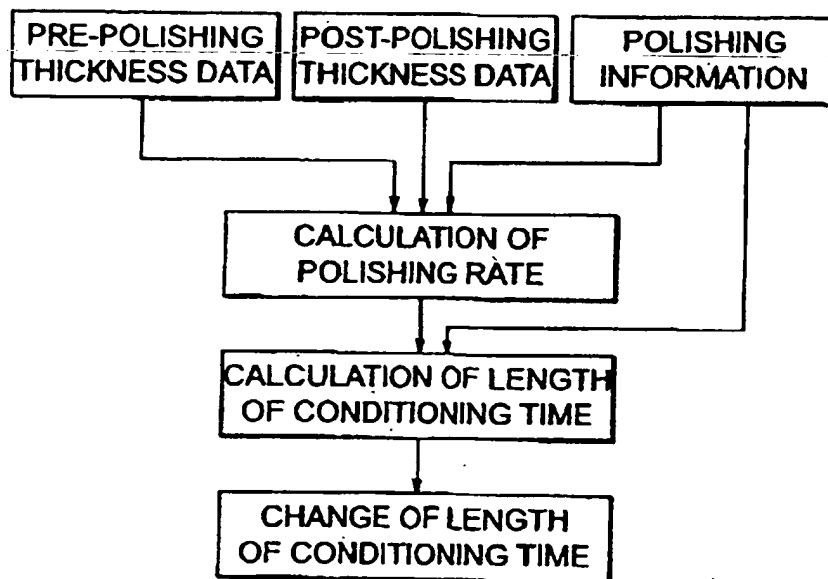 PRE-POLISHING
THICKNESS DATA
POST-POLISHING
THICKNESS DATA
POLISHING
INFORMATION
CALCULATION OF
POLISHING RATE
CALCULATION OF LENGTH
OF CONDITIONING TIME
CHANGE OF LENGTH
OF CONDITIONING TIME